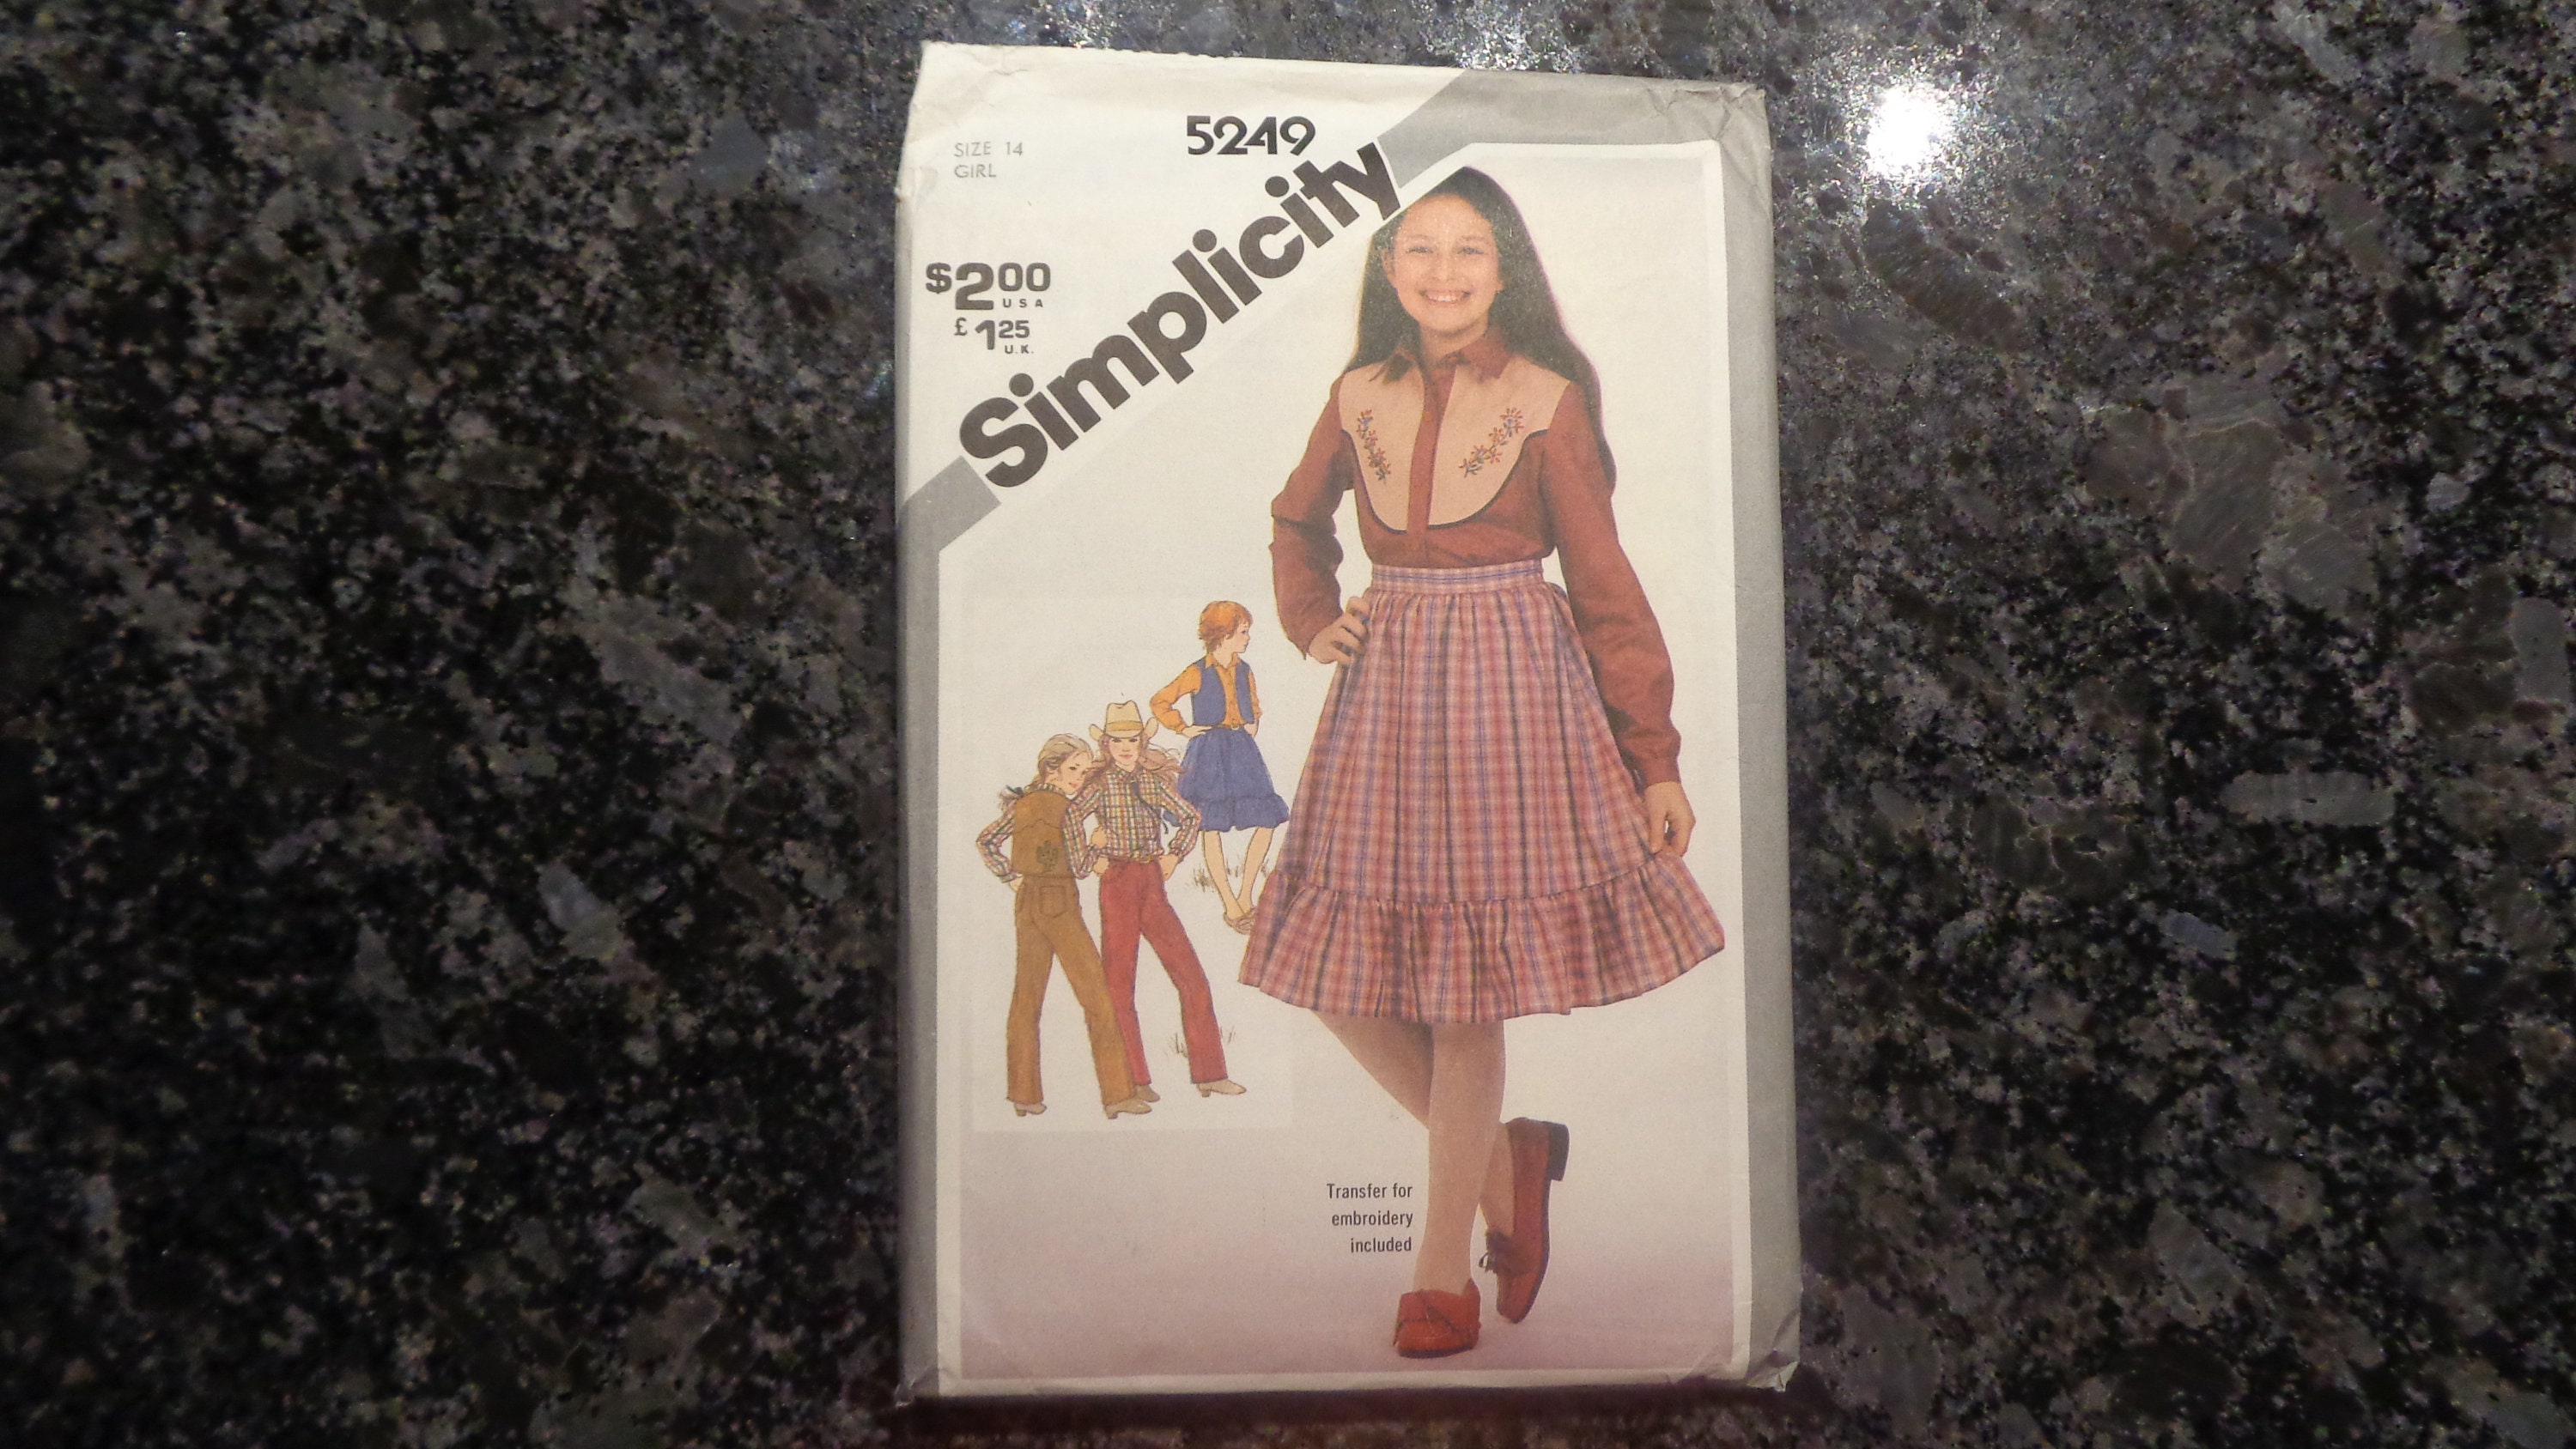 5249
SIZE 14
GIRL
Simplicity
$2.00
USA
£1.25
U.K.
Transfer for
embroidery
included